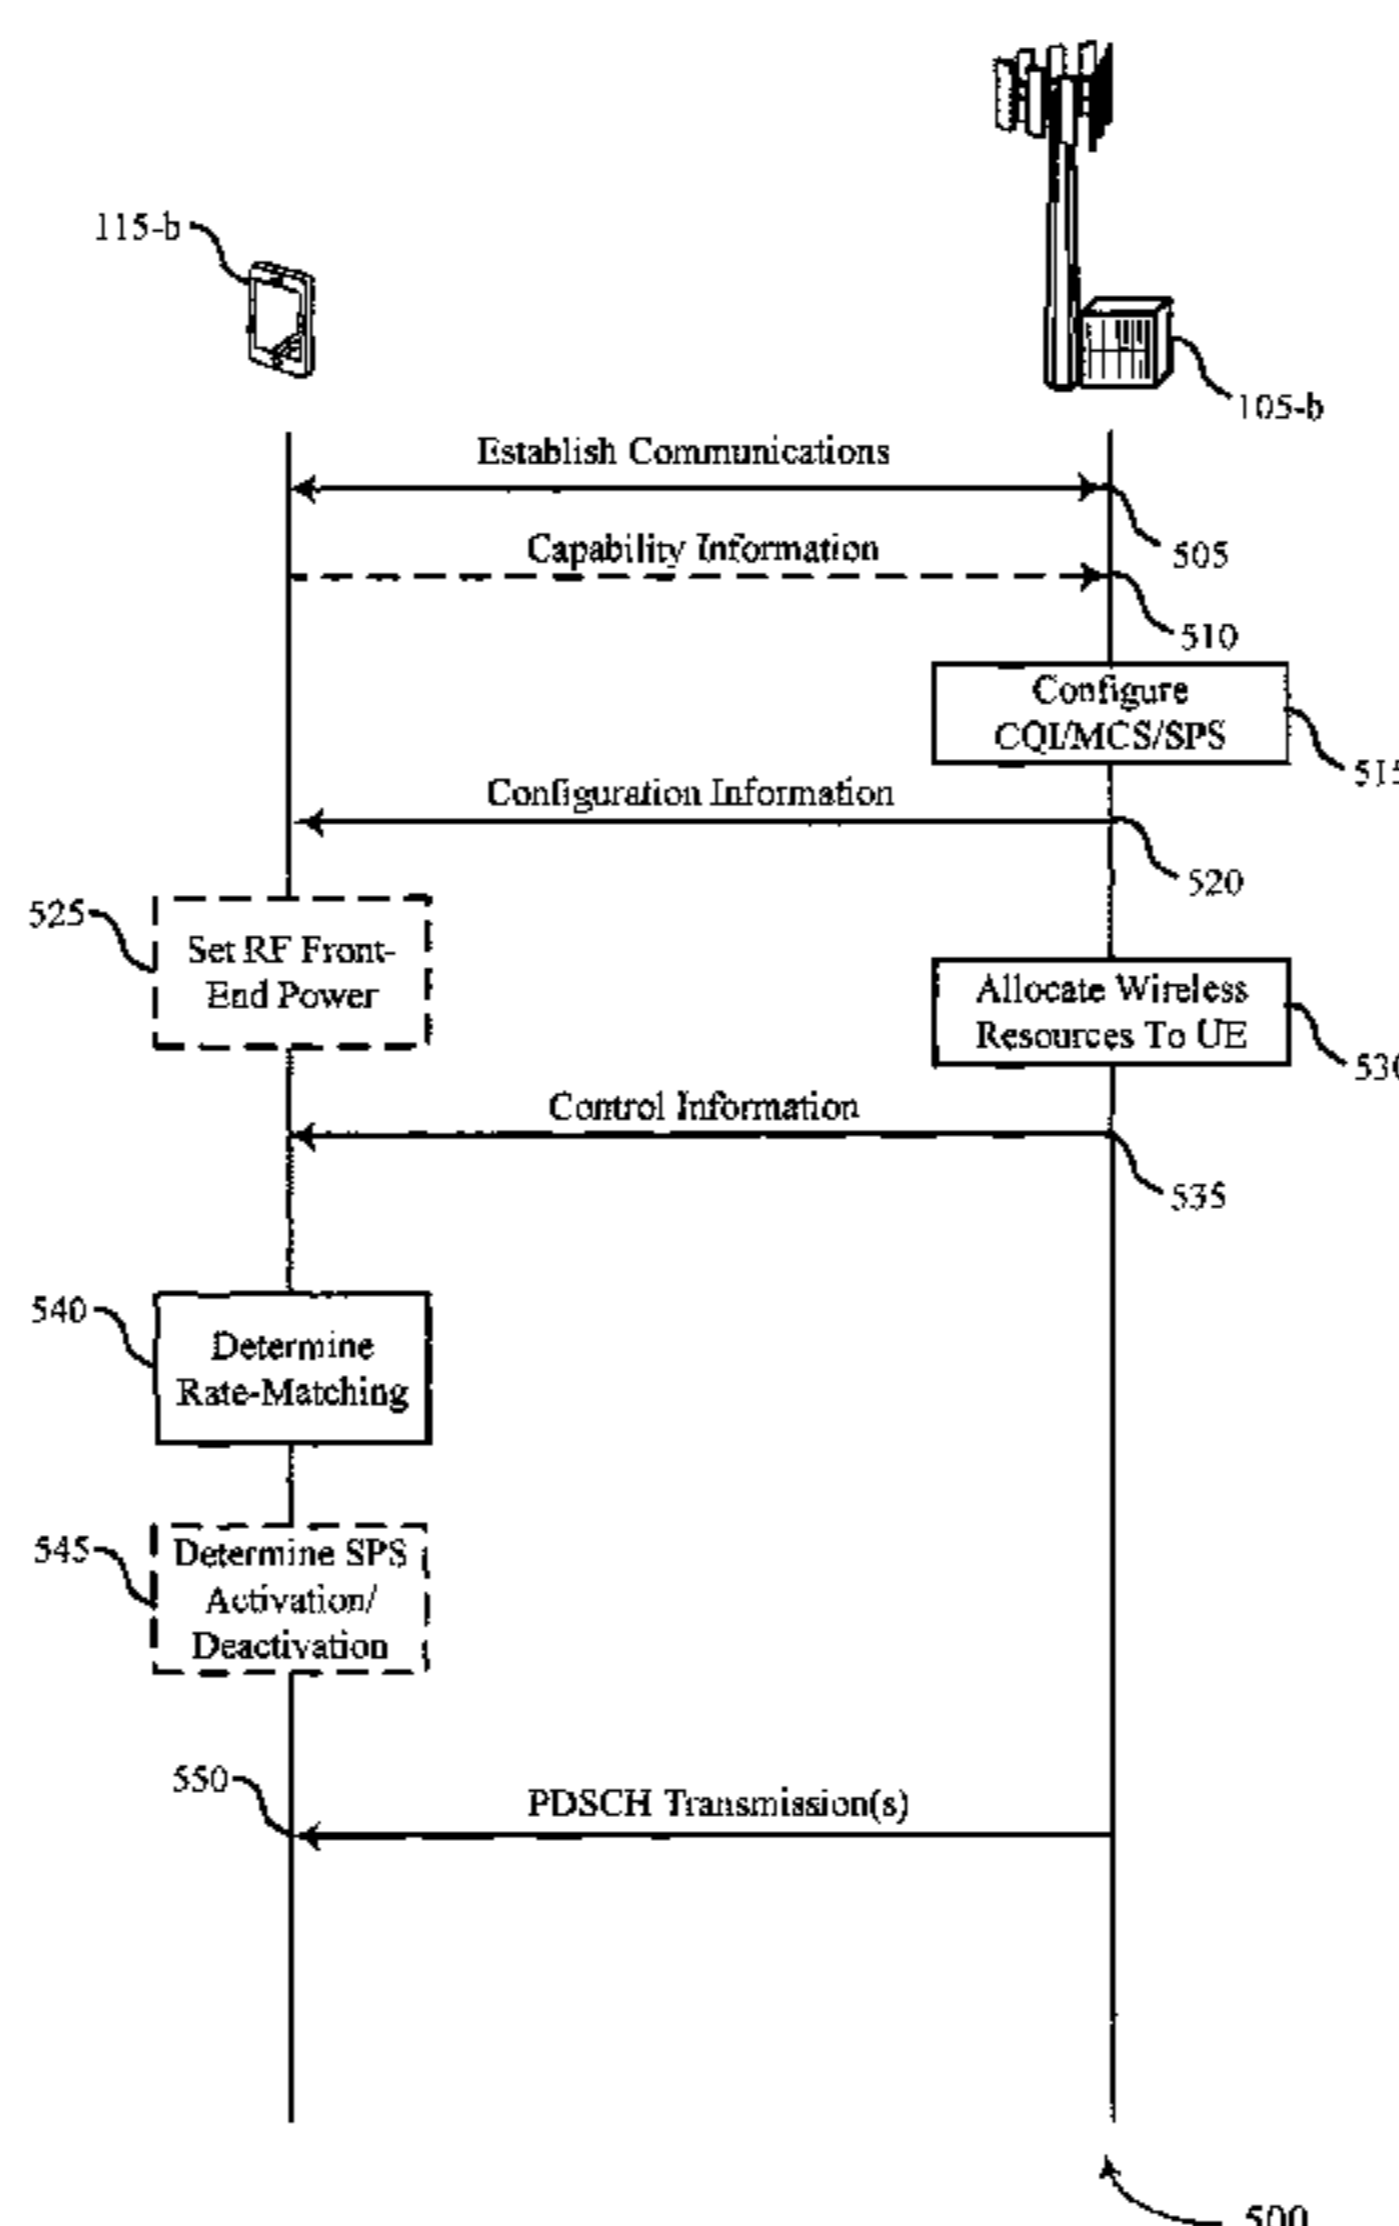 115-b
105-b
Establish Communications
505
Capability Information
510
Configure
CQI/MCS/SPS
515
Configuration Information
520
525
Set RF Front-
End Power
Allocate Wireless
Resources To UE
530
Control Information
535
540
Determine
Rate-Matching
545
Determine SPS
Activation/
Deactivation
550
PDSCH Transmission(s)
500